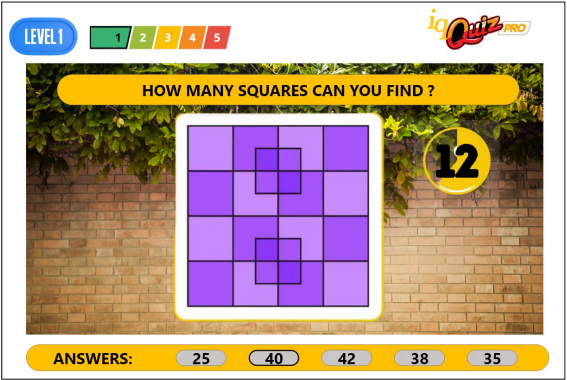 LEVEL 1
1 2 3 4 5
iq Quiz PRO
HOW MANY SQUARES CAN YOU FIND ?
12
ANSWERS: 25 40 42 38 35